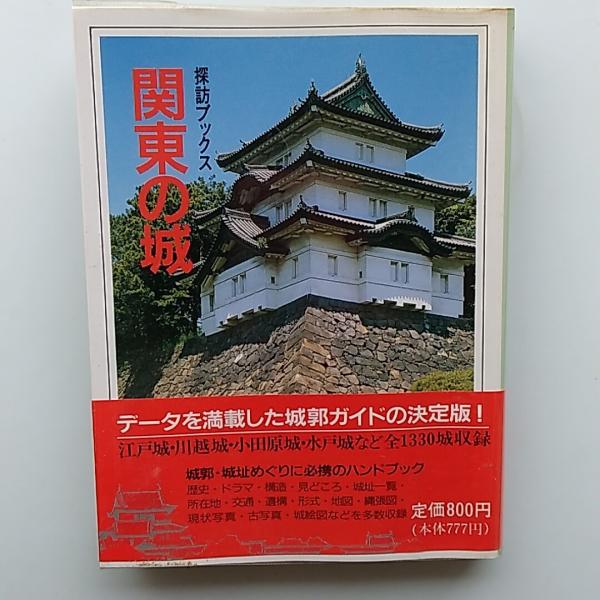 探訪ブックス
関東の城
データを満載した城郭ガイドの決定版!
江戸城・川越城・小田原城・水戸城など全1330城収録
城郭・城址めぐりに必携のハンドブック
歴史・ドラマ・構造・見どころ・城址一覧・
所在地・交通・遺構・形式・地図・縄張図・
現状写真・古写真・城絵図などを多数収録
定価800円
(本体777円)